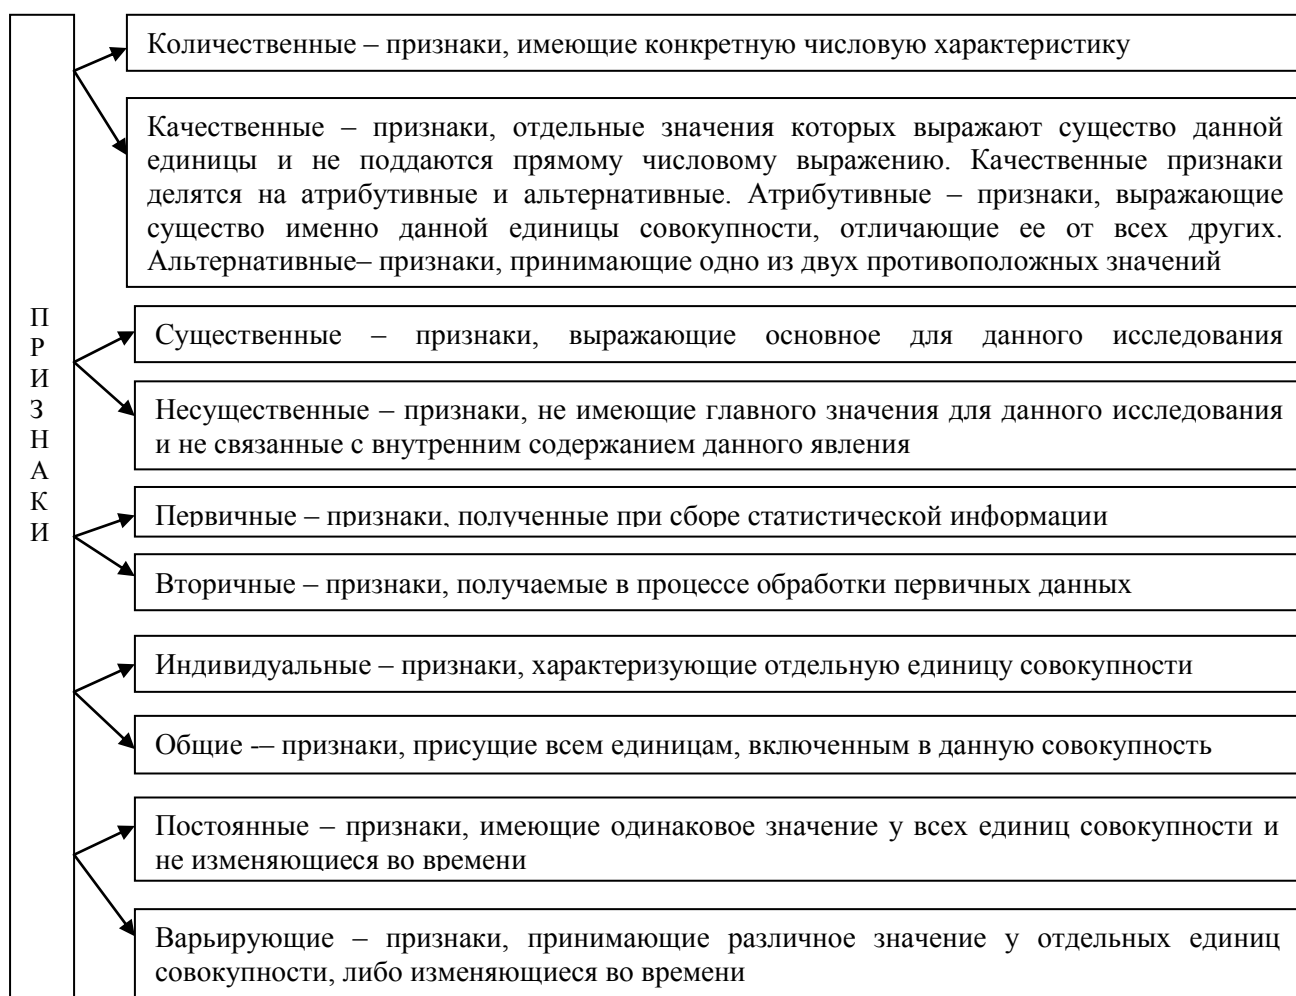 Количественные – признаки, имеющие конкретную числовую характеристику
Качественные – признаки, отдельные значения которых выражают существо данной
единицы и не поддаются прямому числовому выражению. Качественные признаки
делятся на атрибутивные и альтернативные. Атрибутивные – признаки, выражающие
существо именно данной единицы совокупности, отличающие ее от всех других.
Альтернативные– признаки, принимающие одно из двух противоположных значений
П
Р
И
З
Н
А
К
И
Существенные – признаки, выражающие основное для данного исследования
Несущественные – признаки, не имеющие главного значения для данного исследования
и не связанные с внутренним содержанием данного явления
Первичные – признаки, полученные при сборе статистической информации
Вторичные – признаки, получаемые в процессе обработки первичных данных
Индивидуальные – признаки, характеризующие отдельную единицу совокупности
Общие -– признаки, присущие всем единицам, включенным в данную совокупность
Постоянные – признаки, имеющие одинаковое значение у всех единиц совокупности и
не изменяющиеся во времени
Варьирующие – признаки, принимающие различное значение у отдельных единиц
совокупности, либо изменяющиеся во времени